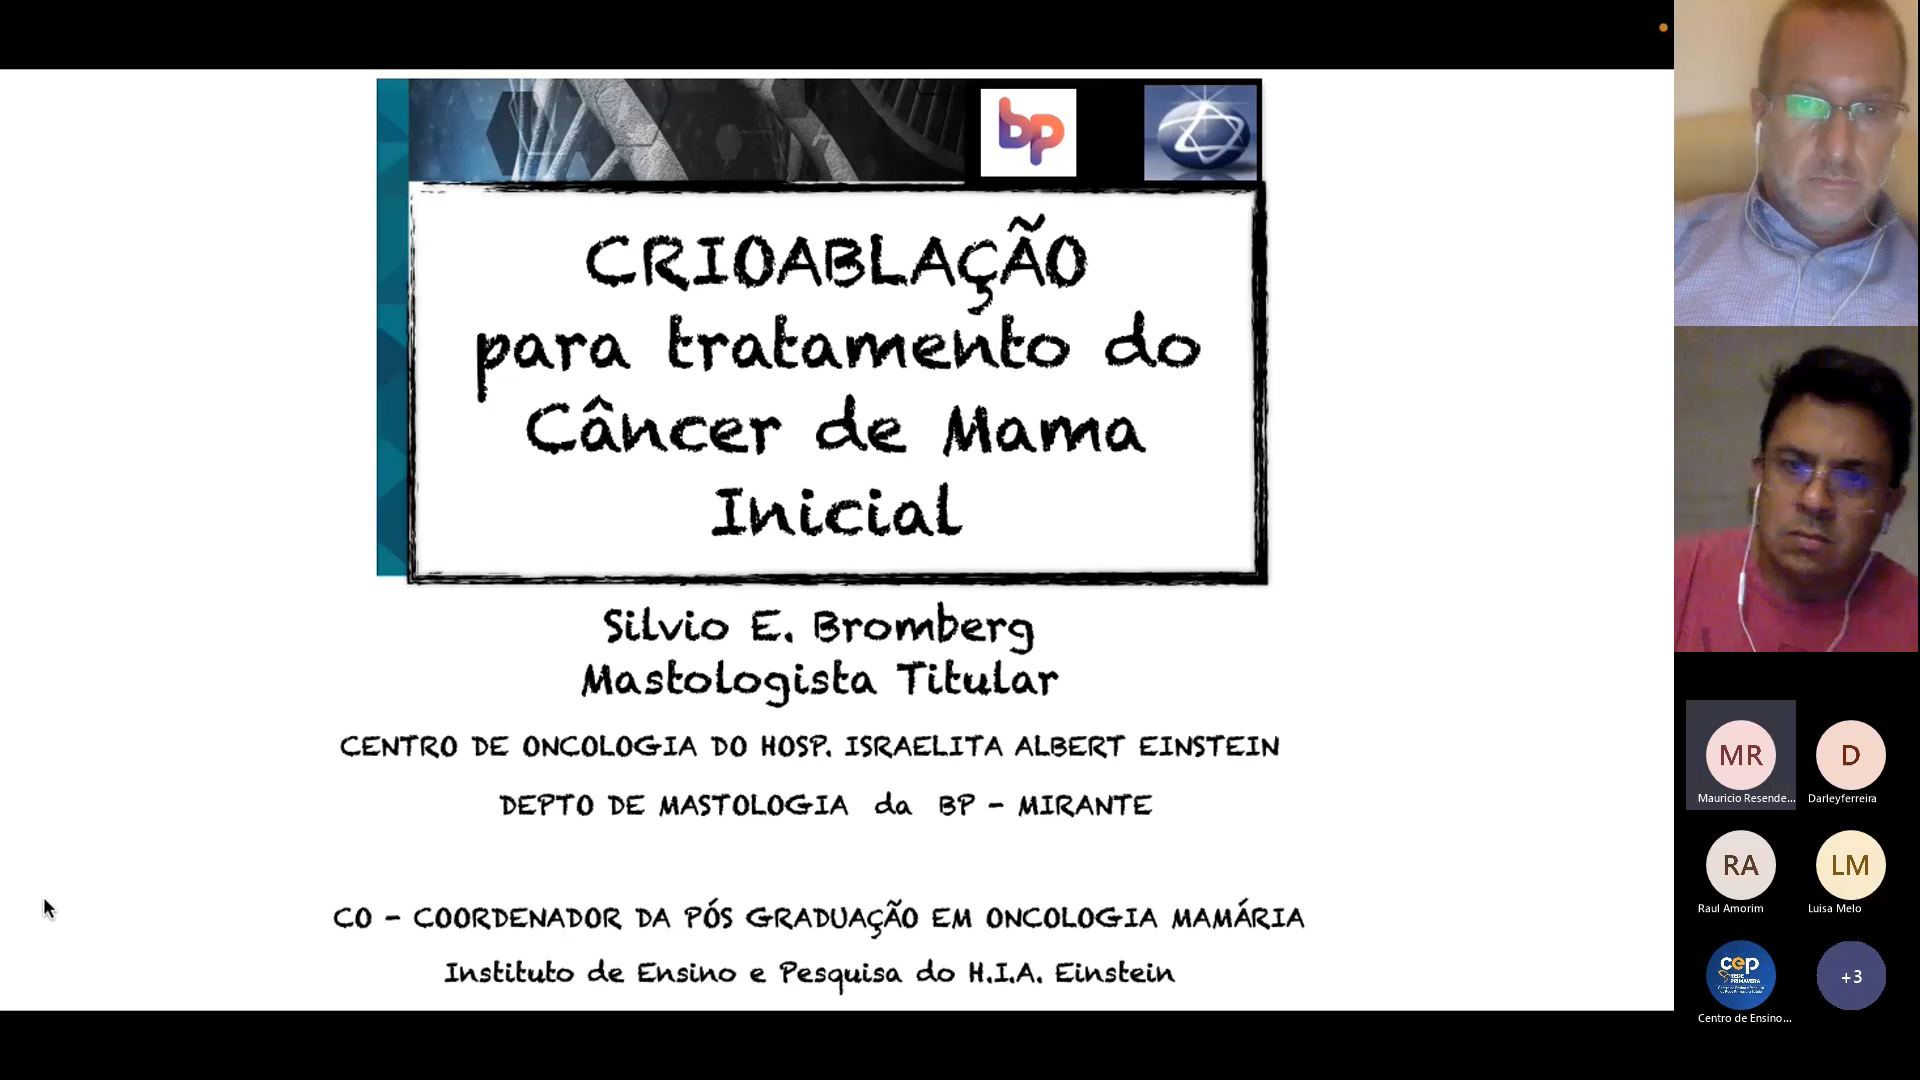 bp
CRIOABLAÇÃO
para tratamento do
Câncer de Mama
Inicial
Silvio E. Bromberg
Mastologista Titular
CENTRO DE ONCOLOGIA DO HOSP. ISRAELITA ALBERT EINSTEIN
DEPTO DE MASTOLOGIA da BP - MIRANTE
CO - COORDENADOR DA PÓS GRADUAÇÃO EM ONCOLOGIA MAMÁRIA
Instituto de Ensino e Pesquisa do H.I.A. Einstein
MR
Mauricio Resende...
D
Darleyferreira
RA
Raul Amorim
LM
Luisa Melo
cep
REDE
PRIMAVERA
Centro de Ensino...
+3